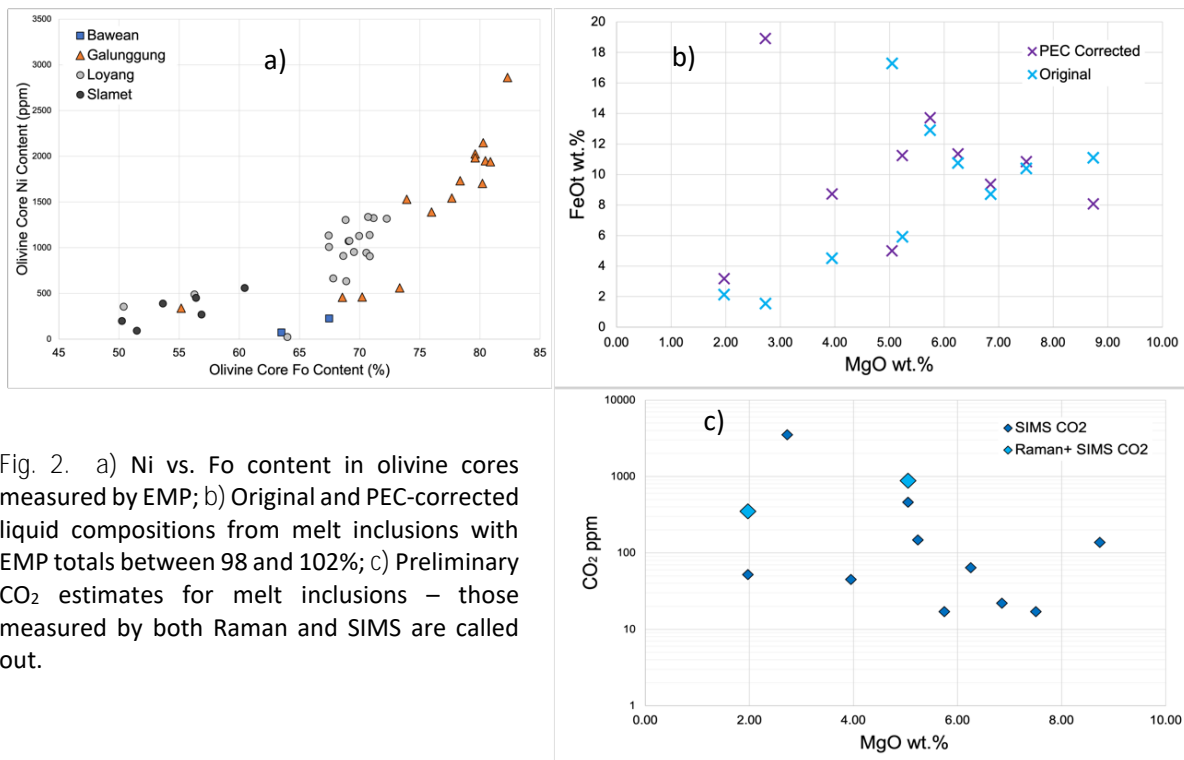 3500
3000
2500
2000
1500
1000
500
0
45 50 55 60 65 70 75 80 85
Olivine Core Ni Content (ppm)
Olivine Core Fo Content (%)
Bawean
Galunggung
Loyang
Slamet
a)
20
18
16
14
12
10
8
6
4
2
0
0.00 1.00 2.00 3.00 4.00 5.00 6.00 7.00 8.00 9.00 10.00
FeOt wt.%
MgO wt.%
b)
PEC Corrected
Original
Fig. 2. a) Ni vs. Fo content in olivine cores
measured by EMP; b) Original and PEC-corrected
liquid compositions from melt inclusions with
EMP totals between 98 and 102%; c) Preliminary
CO₂ estimates for melt inclusions – those
measured by both Raman and SIMS are called
out.
10000
1000
100
10
1
0.00 2.00 4.00 6.00 8.00 10.00
CO₂ ppm
MgO wt.%
c)
SIMS CO2
Raman+ SIMS CO2